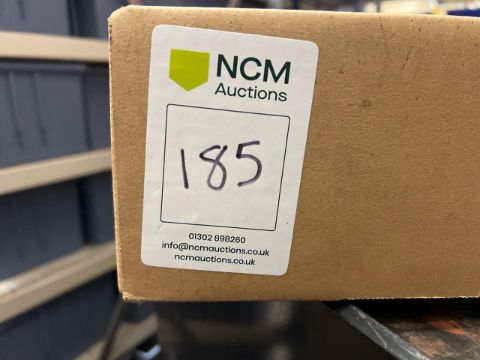 NCM
Auctions
185
01302 898260
info@ncmauctions.co.uk
ncmauctions.co.uk